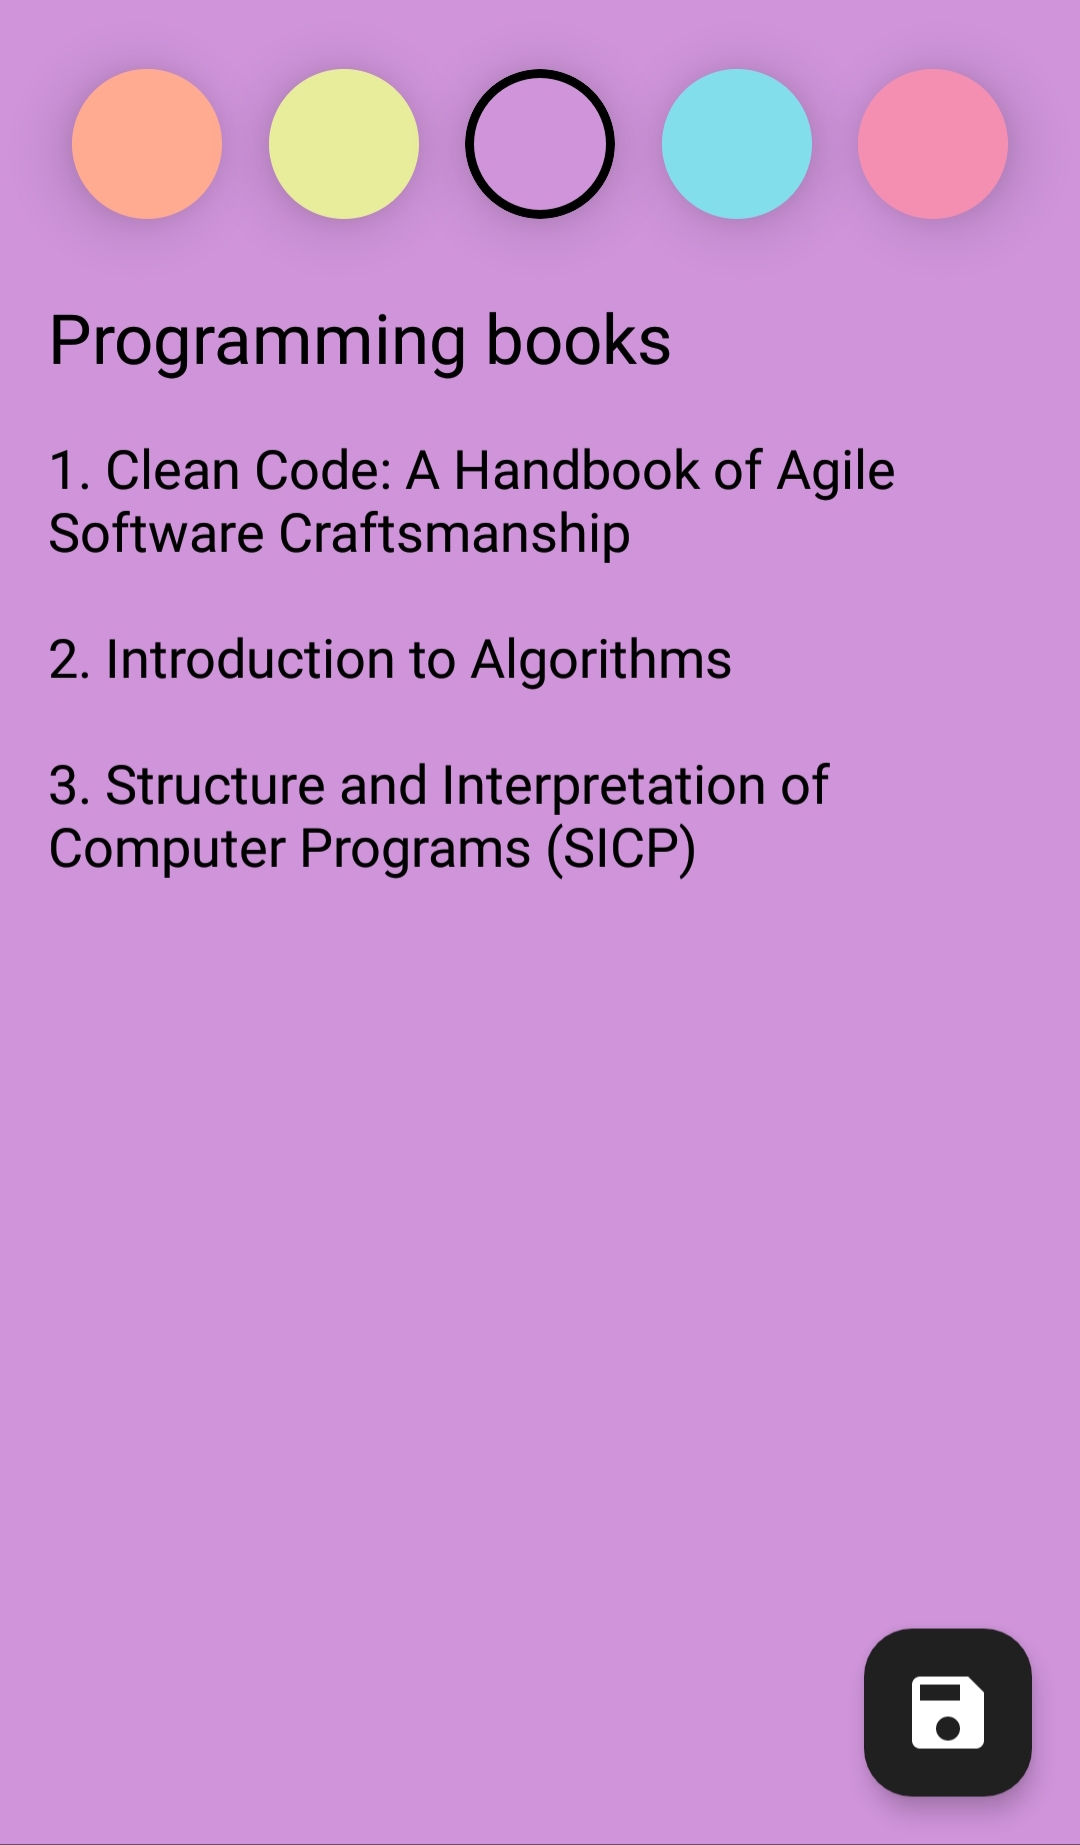 Programming books
1. Clean Code: A Handbook of Agile
Software Craftsmanship
2. Introduction to Algorithms
3. Structure and Interpretation of
Computer Programs (SICP)